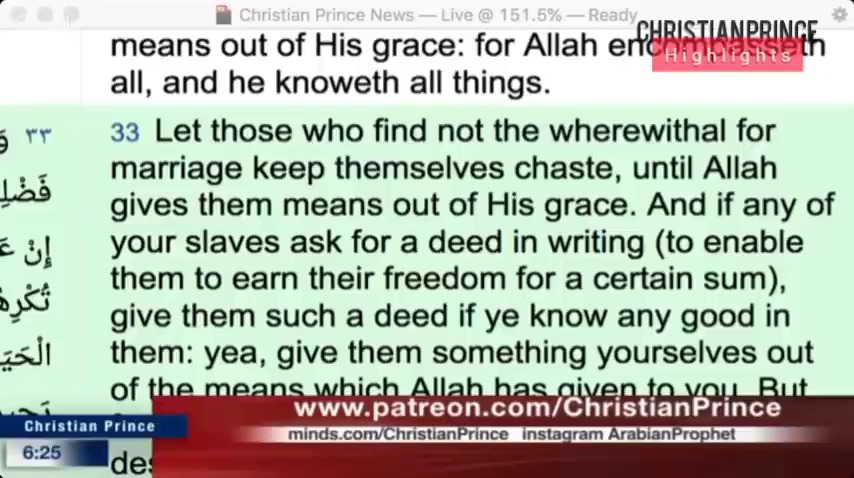 Christian Prince News — Live @ 151.5% — Ready
CHRISTIANPRINCE
Highlights
means out of His grace: for Allah encompasseth
all, and he knoweth all things.
٣٣
33 Let those who find not the wherewithal for
marriage keep themselves chaste, until Allah
gives them means out of His grace. And if any of
your slaves ask for a deed in writing (to enable
them to earn their freedom for a certain sum),
give them such a deed if ye know any good in
them: yea, give them something yourselves out
of the means which Allah has given to you. But
إِنْ
www.patreon.com/ChristianPrince
minds.com/ChristianPrince instagram ArabianProphet
Christian Prince
6:25